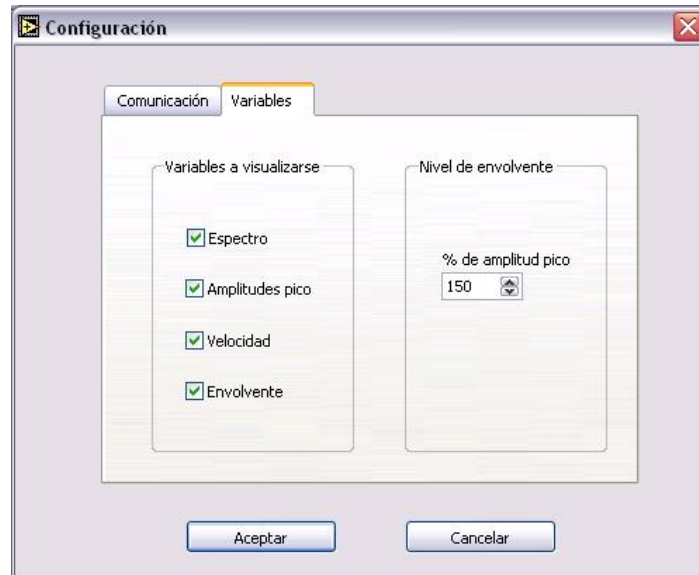 Configuración
Comunicación Variables
Variables a visualizarse
Espectro
Amplitudes pico
Velocidad
Envolvente
Nivel de envolvente
% de amplitud pico
150
Aceptar Cancelar